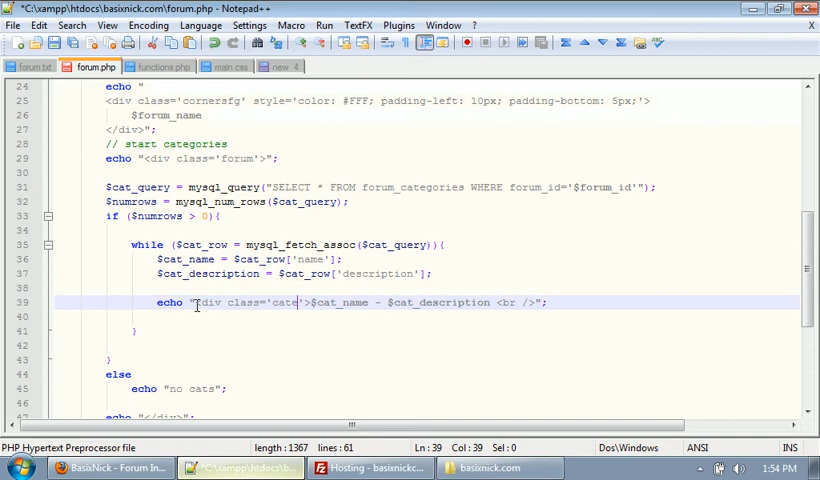 *C:\xampp\htdocs\basixnick.com\forum.php - Notepad++
File Edit Search View Encoding Language Settings Macro Run TextFX Plugins Window ? X
forum.txt forum.php functions.php main.css new 4
24 echo "
25 <div class='cornersfg' style='color: #FFF; padding-left: 10px; padding-bottom: 5px;'>
26 $forum_name
27 </div>";
28 // start categories
29 echo "<div class='forum'>";
30
31 $cat_query = mysql_query("SELECT * FROM forum_categories WHERE forum_id='$forum_id'");
32 $numrows = mysql_num_rows($cat_query);
33 if ($numrows > 0){
34
35 while ($cat_row = mysql_fetch_assoc($cat_query)){
36 $cat_name = $cat_row['name'];
37 $cat_description = $cat_row['description'];
38
39 echo "<div class='cate'>$cat_name - $cat_description <br />";
40
41 }
42
43 }
44 else
45 echo "no cats";
46
47 echo "</div>";
PHP Hypertext Preprocessor file length : 1367 lines : 61 Ln : 39 Col : 39 Sel : 0 Dos\Windows ANSI INS
BasixNick - Forum In... *C:\xampp\htdocs\b... Hosting - basixnickc... basixnick.com 1:54 PM